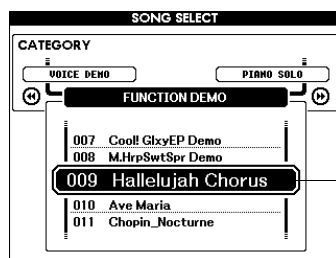 SONG SELECT
CATEGORY
VOICE DEMO
PIANO SOLO
FUNCTION DEMO
007 Cool! GlxyEP Demo
008 M.HrpSwtSpr Demo
009 Hallelujah Chorus
010 Ave Maria
011 Chopin_Nocturne